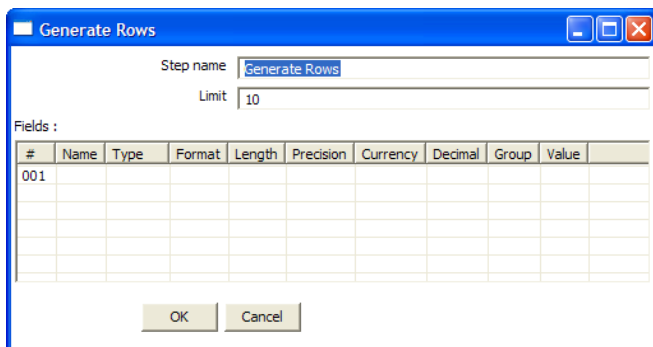 Generate Rows
Step name Generate Rows
Limit 10
Fields :
# Name Type Format Length Precision Currency Decimal Group Value
001
OK Cancel